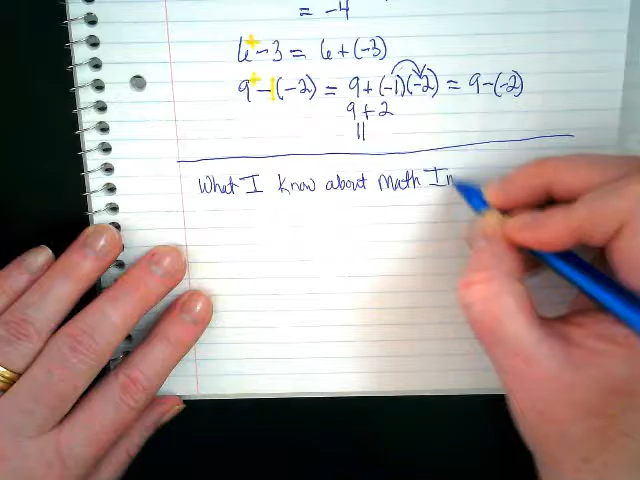 = -4
6 - 3 = 6 + (-3)
9 - 1(-2) = 9 + (-1)(-2) = 9 - (-2)
9 + 2
11
What I know about Math In